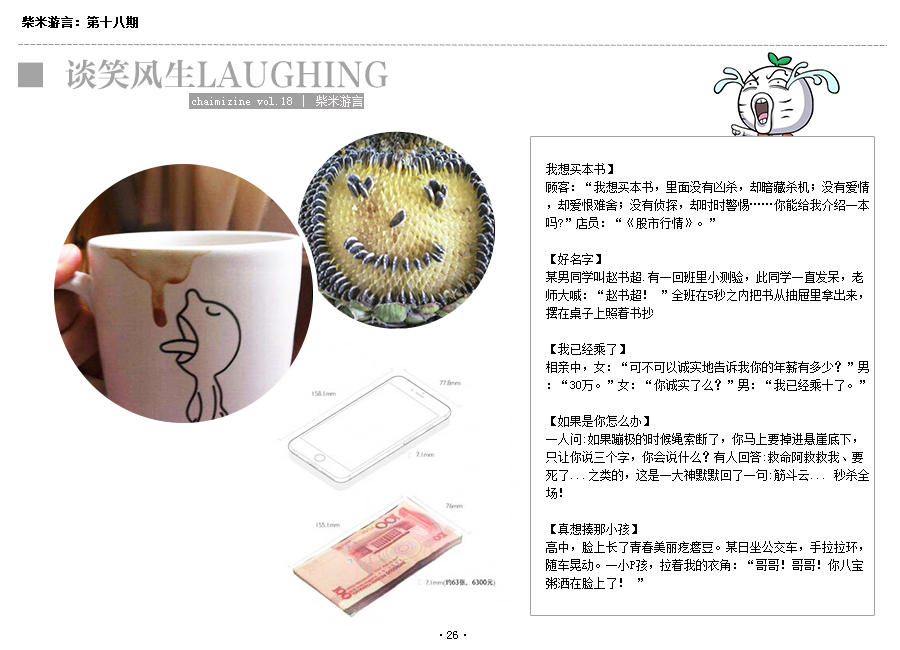 柴米游言：第十八期
谈笑风生LAUGHING
chaimizine vol.18 | 柴米游言
我想买本书】
顾客：“我想买本书，里面没有凶杀，却暗藏杀机；没有爱情
，却爱恨难舍；没有侦探，却时时警惕……你能给我介绍一本
吗？”店员：“《股市行情》。”
【好名字】
某男同学叫赵书超.有一回班里小测验，此同学一直发呆，老
师大喊：“赵书超！ ”全班在5秒之内把书从抽屉里拿出来，
摆在桌子上照着书抄
【我已经乘了】
相亲中，女：“可不可以诚实地告诉我你的年薪有多少？”男
：“30万。”女：“你诚实了么？”男：“我已经乘十了。”
【如果是你怎么办】
一人问:如果蹦极的时候绳索断了，你马上要掉进悬崖底下，
只让你说三个字，你会说什么？有人回答:救命阿救救我、要
死了...之类的，这是一大神默默回了一句:筋斗云... 秒杀全
场！
【真想揍那小孩】
高中，脸上长了青春美丽疙瘩豆。某日坐公交车，手拉拉环，
随车晃动。一小P孩，拉着我的衣角：“哥哥！哥哥！你八宝
粥洒在脸上了！ ”
158.1mm
77.8mm
7.1mm
155.1mm
76mm
7.1mm(约63张，6300元)
100
·26·